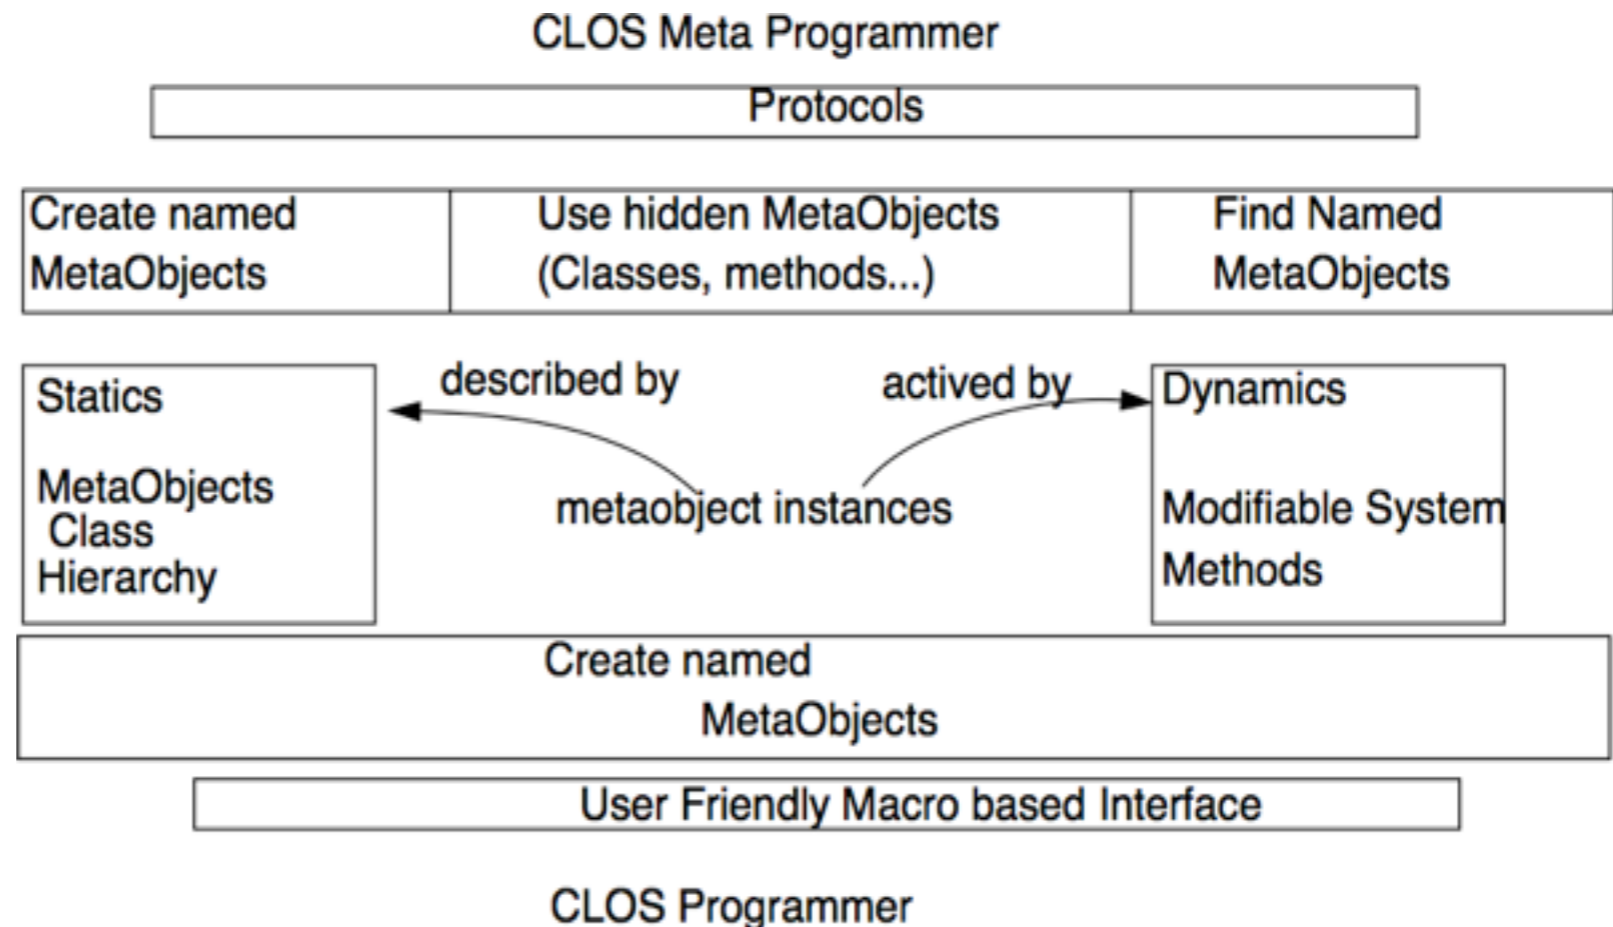 CLOS Meta Programmer
Protocols
Create named
MetaObjects
Use hidden MetaObjects
(Classes, methods...)
Find Named
MetaObjects
Statics
MetaObjects
Class
Hierarchy
described by
actived by
metaobject instances
Dynamics
Modifiable System
Methods
Create named
MetaObjects
User Friendly Macro based Interface
CLOS Programmer